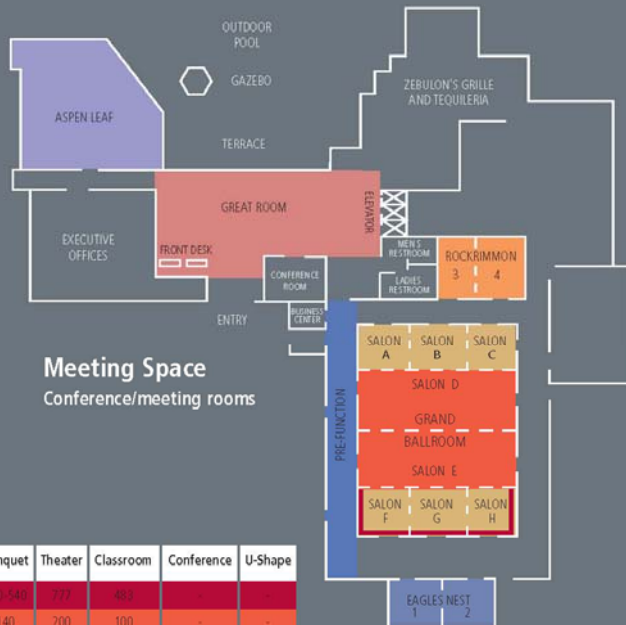 OUTDOOR
POOL
GAZEBO
ZEBULON'S GRILLE
AND TEQUILERIA
ASPEN LEAF
TERRACE
GREAT ROOM
ELEVATOR
EXECUTIVE
OFFICES
FRONT DESK
MEN'S
RESTROOM
ROCKRIMMON
3 4
CONFERENCE
ROOM
LADIES
RESTROOM
ENTRY
BUSINESS
CENTER
Meeting Space
Conference/meeting rooms
PRE-FUNCTION
SALON
A
SALON
B
SALON
C
SALON D
GRAND
BALLROOM
SALON E
SALON
F
SALON
G
SALON
H
EAGLES NEST
1 2
Theater Classroom Conference U-Shape
-540 777 483 - -
40 200 100